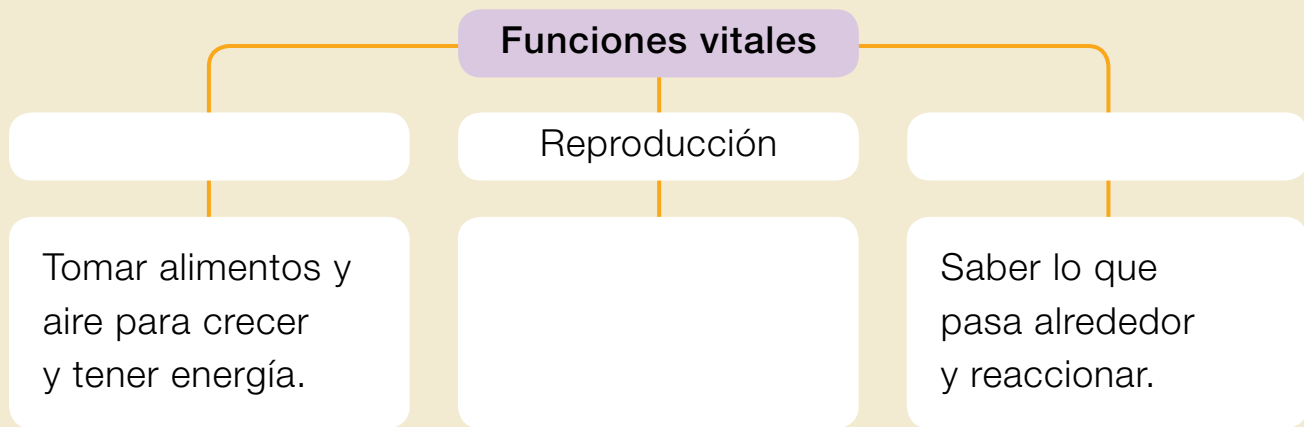 Funciones vitales
Reproducción
Tomar alimentos y
aire para crecer
y tener energía.
Saber lo que
pasa alrededor
y reaccionar.